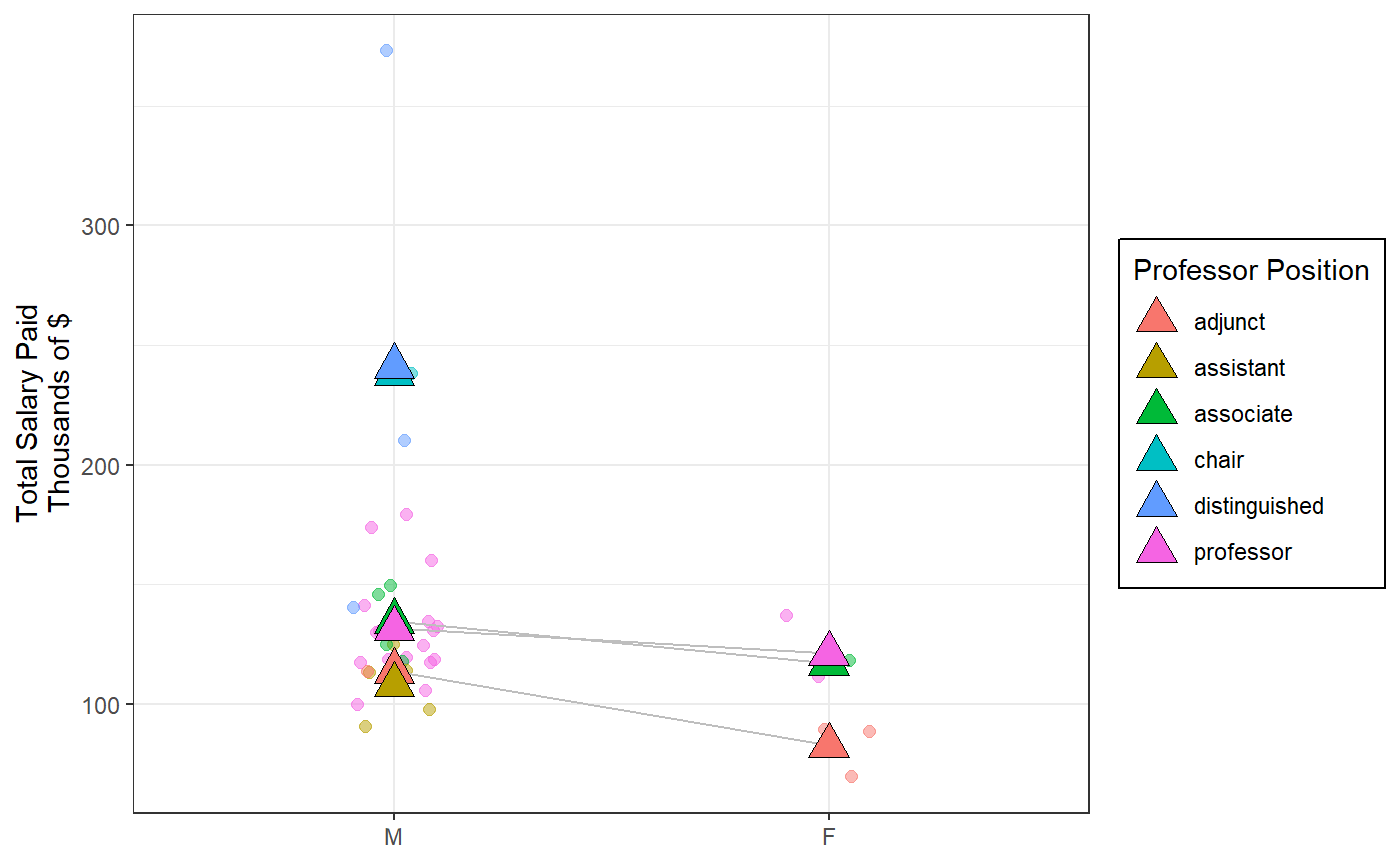 Total Salary Paid
Thousands of $
300
200
100
M
F
Professor Position
adjunct
assistant
associate
chair
distinguished
professor